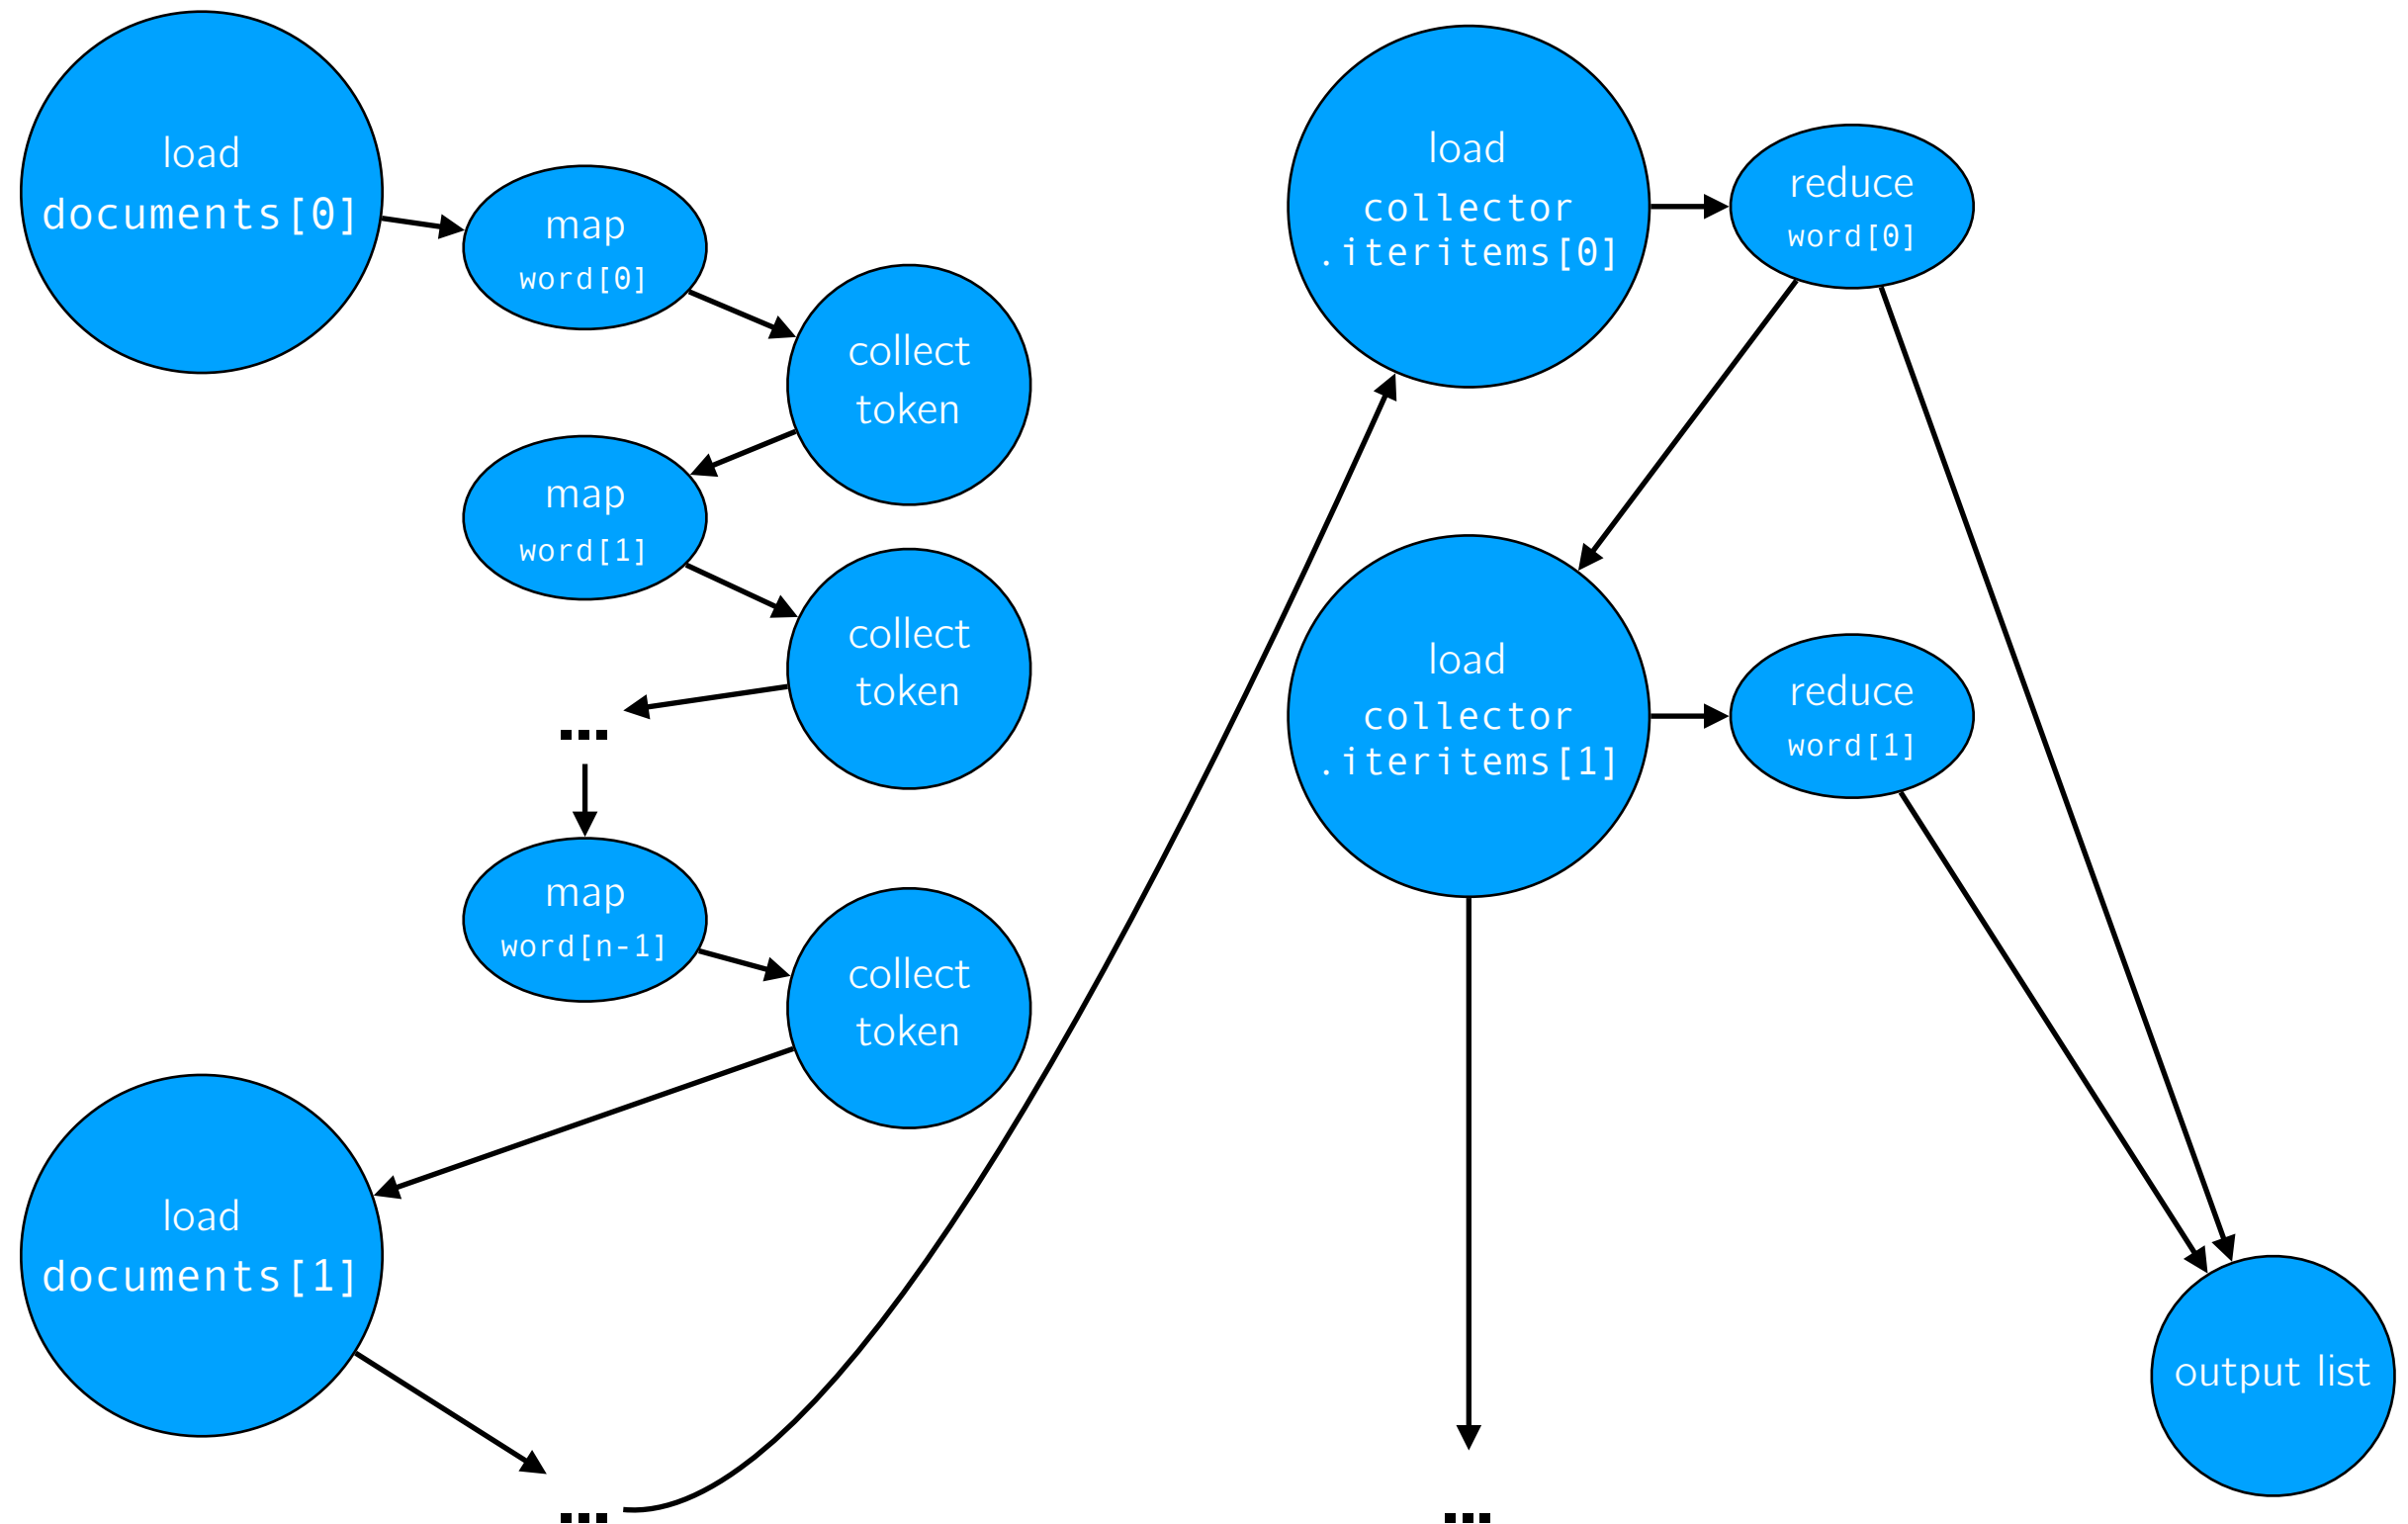 load
documents[0]
map
word[0]
collect
token
map
word[1]
collect
token
...
map
word[n-1]
collect
token
load
documents[1]
...
load
collector
.iteritems[0]
reduce
word[0]
load
collector
.iteritems[1]
reduce
word[1]
...
output list